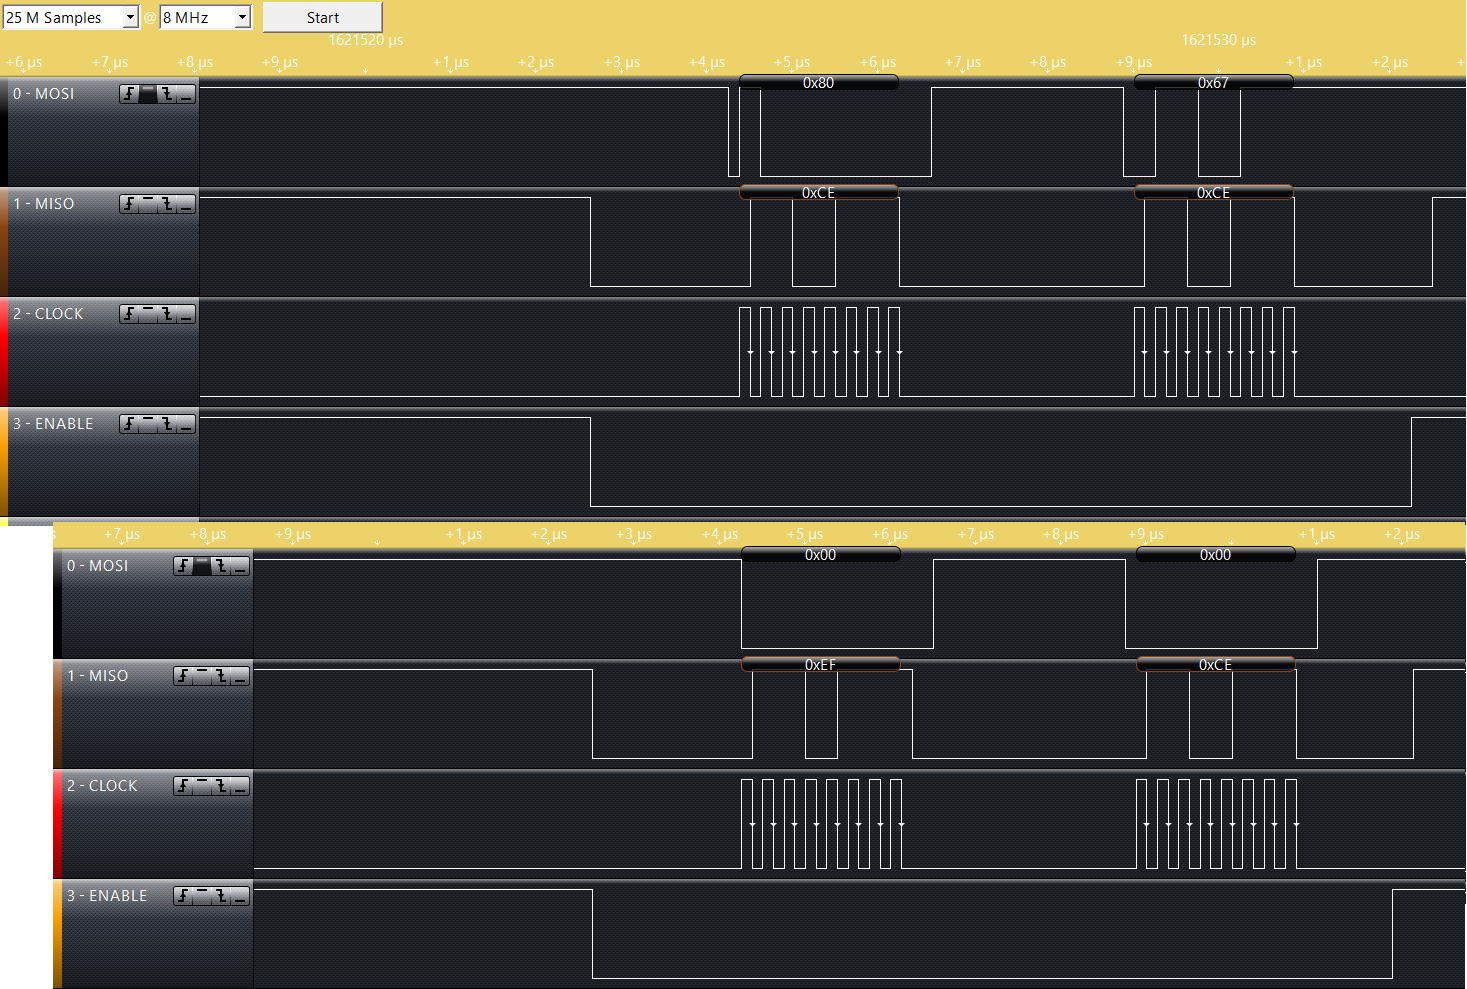 25 M Samples @ 8 MHz Start
1621520 µs 1621530 µs
+6 µs +7 µs +8 µs +9 µs +1 µs +2 µs +3 µs +4 µs +5 µs +6 µs +7 µs +8 µs +9 µs +1 µs +2 µs +
0 - MOSI 0x80 0x67
1 - MISO 0xCE 0xCE
2 - CLOCK
3 - ENABLE
+7 µs +8 µs +9 µs +1 µs +2 µs +3 µs +4 µs +5 µs +6 µs +7 µs +8 µs +9 µs +1 µs +2 µs
0 - MOSI 0x00 0x00
1 - MISO 0xEF 0xCE
2 - CLOCK
3 - ENABLE